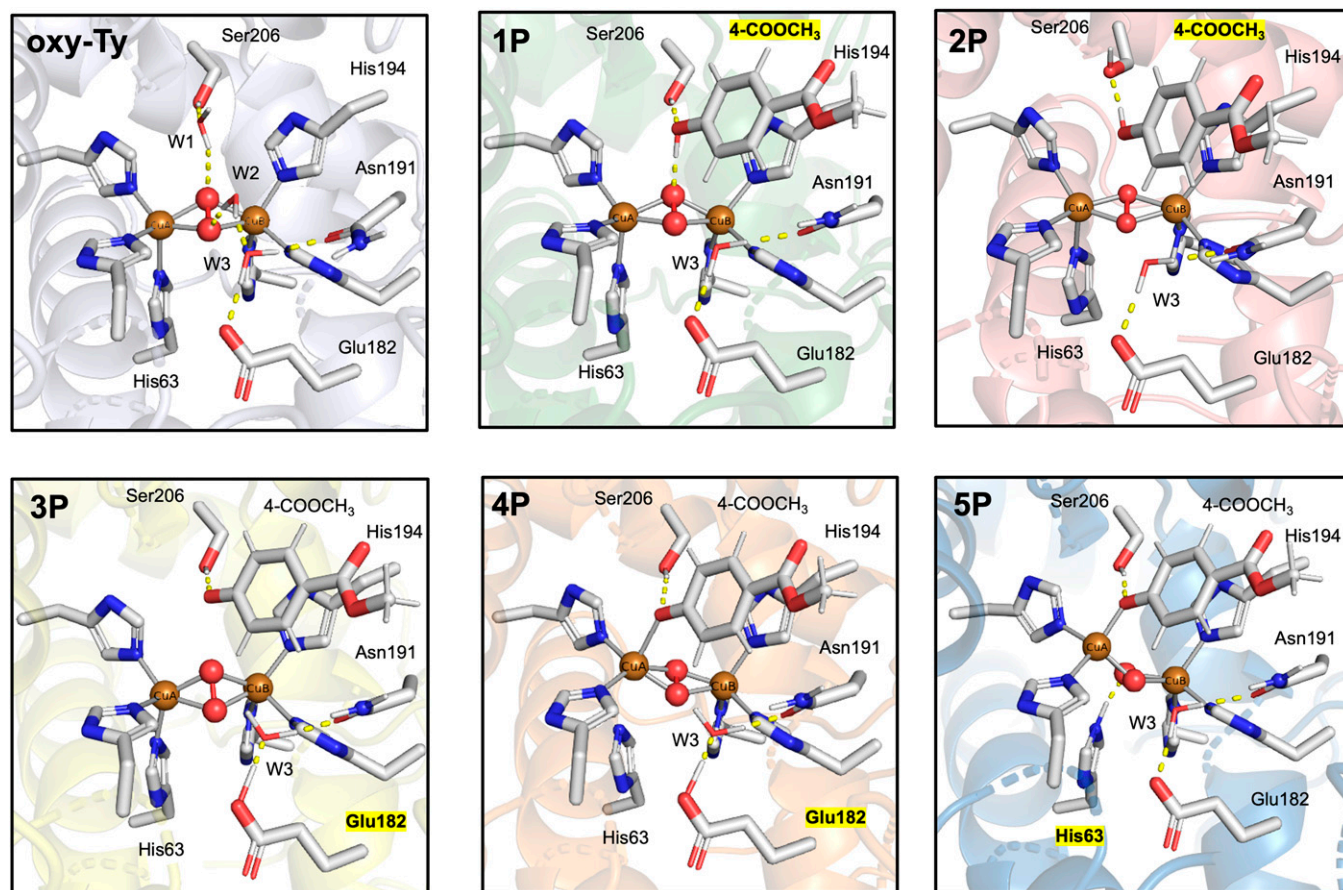 oxy-Ty
Ser206
His194
W1
W2
Asn191
CuA
CuB
W3
Glu182
His63
1P
Ser206
4-COOCH₃
His194
Asn191
CuA
CuB
W3
Glu182
His63
2P
Ser206
4-COOCH₃
His194
Asn191
CuA
CuB
W3
His63
Glu182
3P
Ser206
4-COOCH₃
His194
Asn191
CuA
CuB
W3
Glu182
His63
4P
Ser206
4-COOCH₃
His194
Asn191
CuA
CuB
W3
Glu182
His63
5P
Ser206
4-COOCH₃
His194
Asn191
CuA
CuB
W3
Glu182
His63